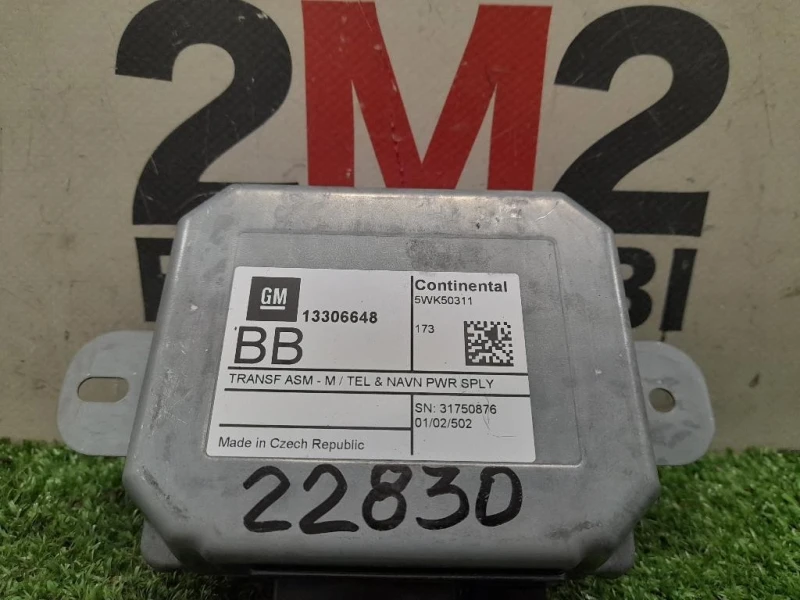 2M2
GM
13306648
BB
Continental
5WK50311
173
TRANSF ASM - M / TEL & NAVN PWR SPLY
SN: 31750876
01/02/502
Made in Czech Republic
22830